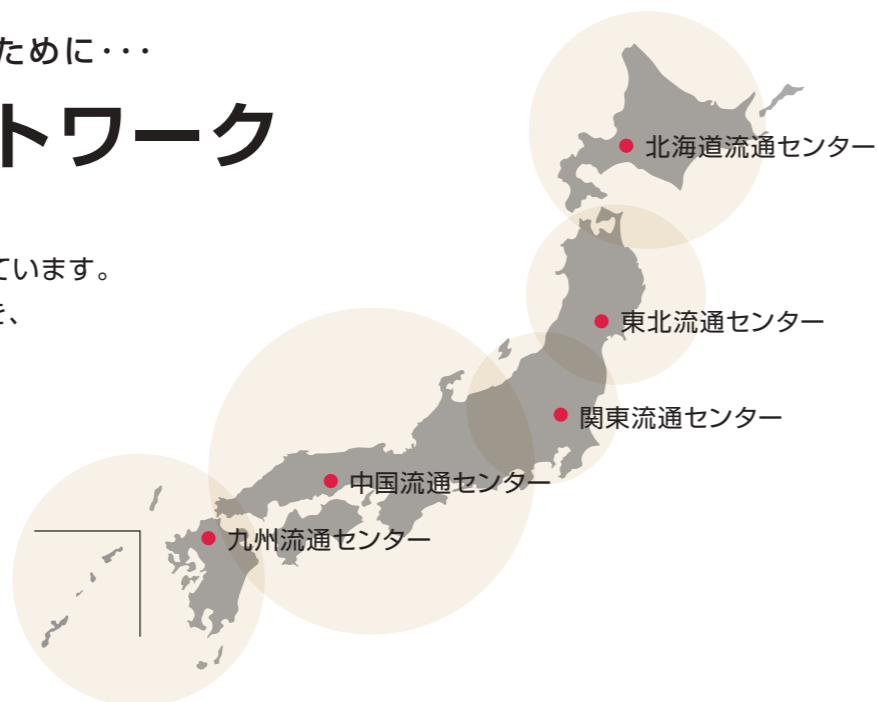 ために･･･
トワーク
ています。
、
北海道流通センター
東北流通センター
関東流通センター
中国流通センター
九州流通センター